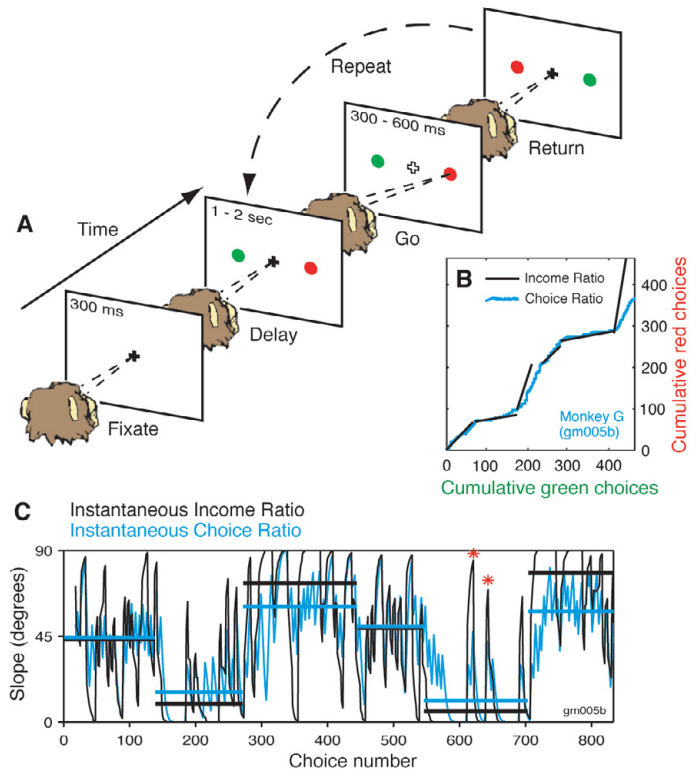 Repeat
300 - 600 ms
Return
A
Time
1 - 2 sec
Go
300 ms
Delay
Fixate
B
Income Ratio
Choice Ratio
Monkey G
(gm005b)
400
300
200
100
0
Cumulative red choices
0 100 200 300 400
Cumulative green choices
C
Instantaneous Income Ratio
Instantaneous Choice Ratio
90
45
0
Slope (degrees)
* *
gm005b
0 100 200 300 400 500 600 700 800
Choice number